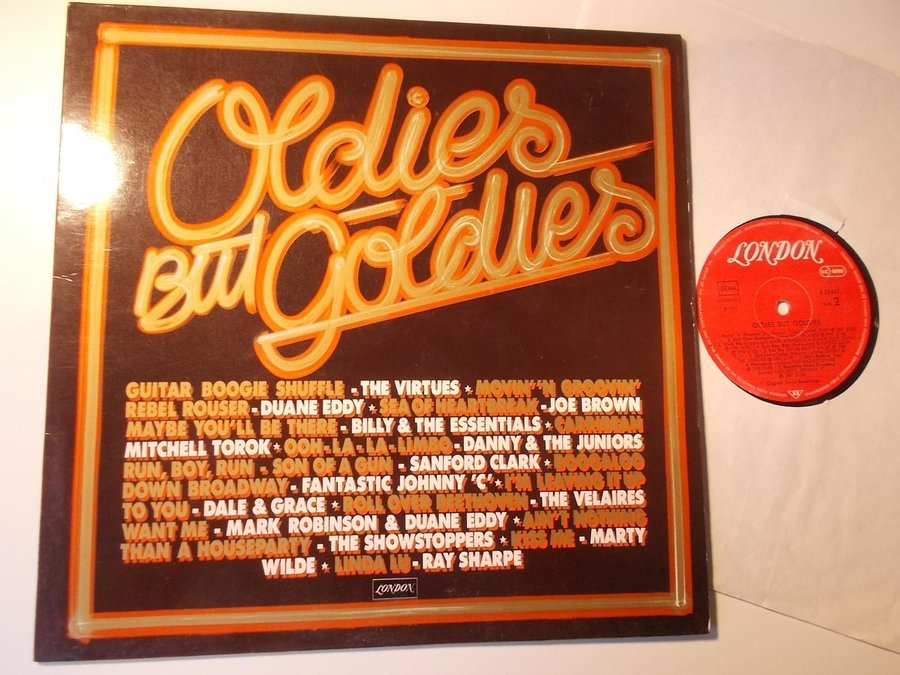 Oldies
But Goldies
GUITAR BOOGIE SHUFFLE - THE VIRTUES * MOVIN' 'N GROOVIN'
REBEL ROUSER - DUANE EDDY * SEA OF HEARTBREAK - JOE BROWN
MAYBE YOU'LL BE THERE - BILLY & THE ESSENTIALS * CARIBBEAN
MITCHELL TOROK * OOH-LA-LA-LIMBO - DANNY & THE JUNIORS
RUN, BOY, RUN - SON OF A GUN - SANFORD CLARK * BOOGALOO
DOWN BROADWAY - FANTASTIC JOHNNY 'C' * I'M LEAVING IT UP
TO YOU - DALE & GRACE * ROLL OVER BEETHOVEN - THE VELAIRES
WANT ME - MARK ROBINSON & DUANE EDDY * AIN'T NOTHING
THAN A HOUSEPARTY - THE SHOWSTOPPERS * KISS ME - MARTY
WILDE * LINDA LU - RAY SHARPE
LONDON
LONDON
GEMA
Side 2
OLDIES BUT GOLDIES